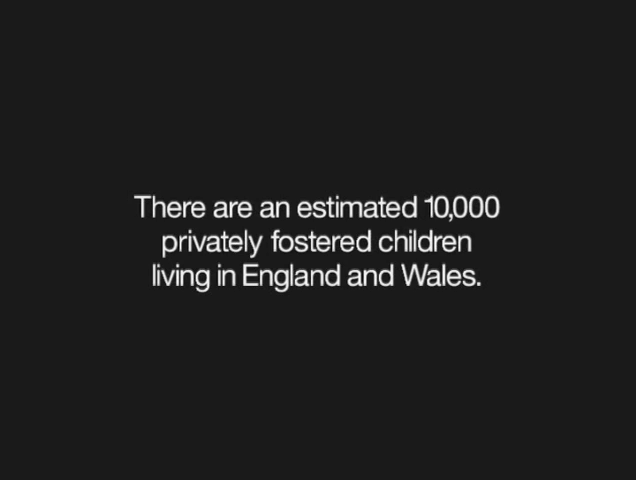 There are an estimated 10,000
privately fostered children
living in England and Wales.